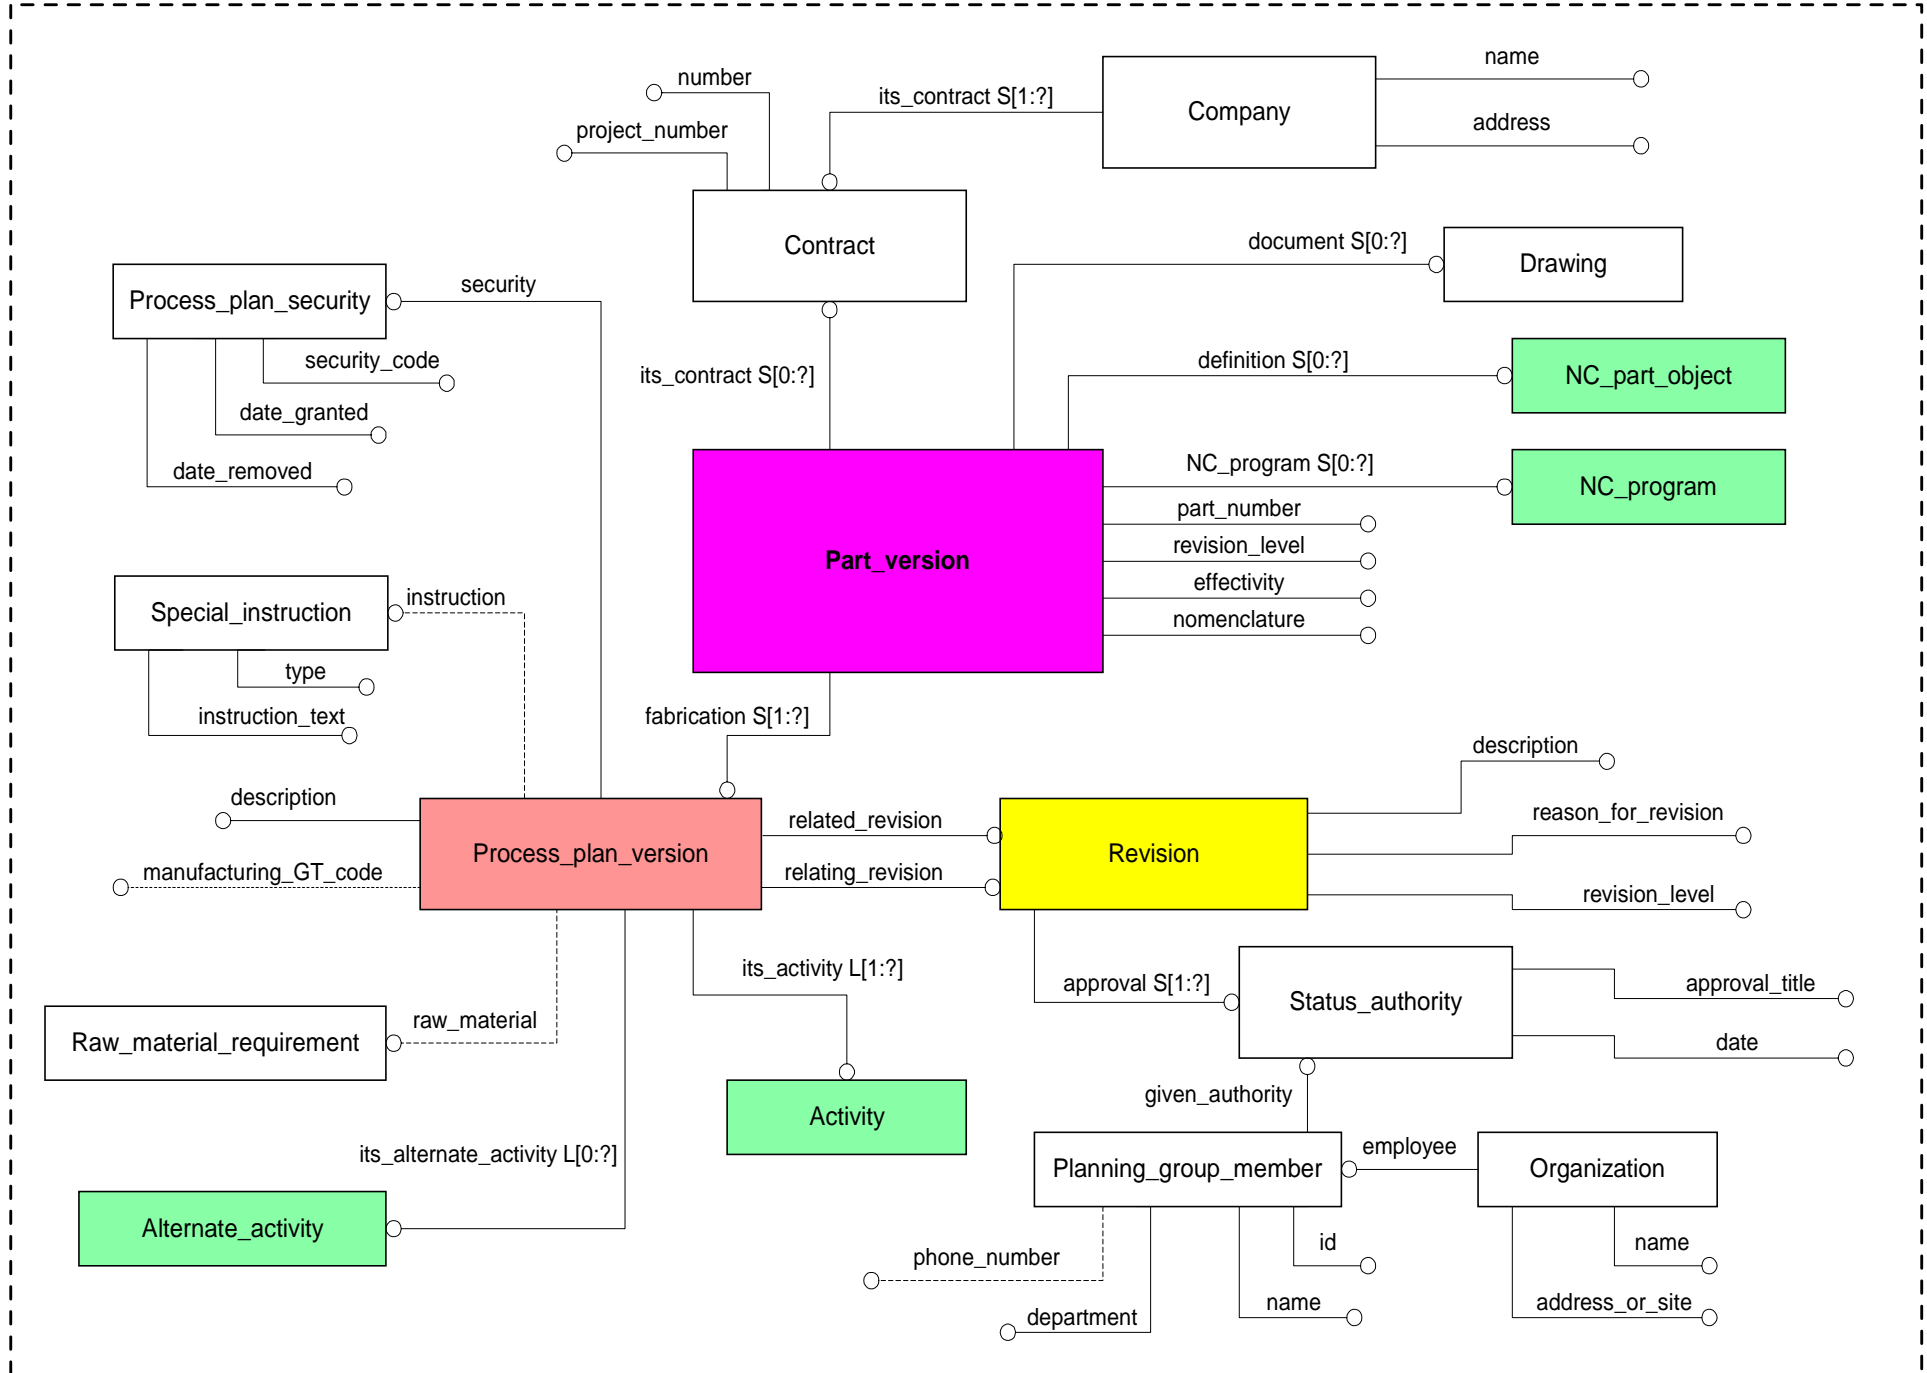 name
number
its_contract S[1:?]
Company
address
project_number
Contract
document S[0:?]
Drawing
security
Process_plan_security
security_code
definition S[0:?]
NC_part_object
its_contract S[0:?]
date_granted
date_removed
NC_program S[0:?]
NC_program
part_number
revision_level
Part_version
effectivity
nomenclature
instruction
Special_instruction
type
instruction_text
fabrication S[1:?]
description
description
related_revision
reason_for_revision
Process_plan_version
Revision
manufacturing_GT_code
relating_revision
revision_level
its_activity L[1:?]
approval S[1:?]
approval_title
Status_authority
raw_material
Raw_material_requirement
date
given_authority
Activity
its_alternate_activity L[0:?]
employee
Planning_group_member
Organization
Alternate_activity
id
name
phone_number
name
address_or_site
department